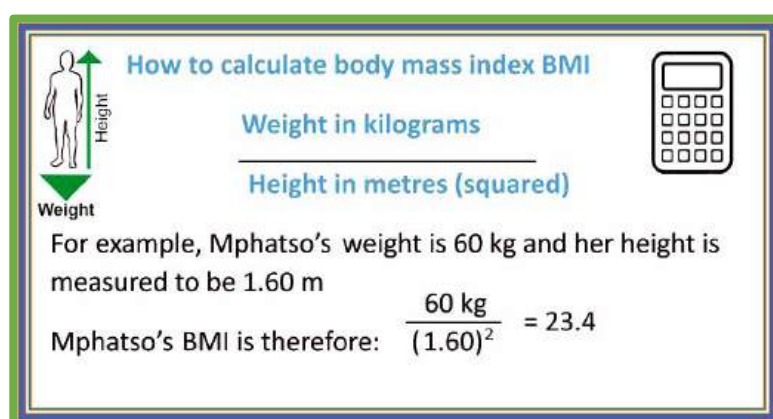 How to calculate body mass index BMI
Height
Weight in kilograms
Height in metres (squared)
Weight
For example, Mphatso's weight is 60 kg and her height is
measured to be 1.60 m
60 kg
Mphatso's BMI is therefore: (1.60)² = 23.4